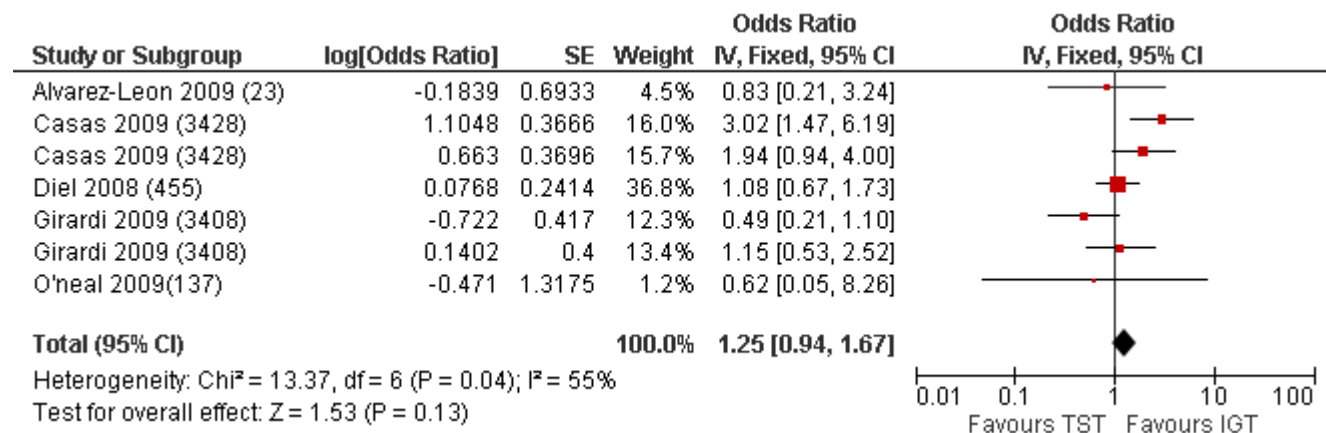 Odds Ratio Odds Ratio
Study or Subgroup log[Odds Ratio] SE Weight IV, Fixed, 95% CI IV, Fixed, 95% CI
Alvarez-Leon 2009 (23) -0.1839 0.6933 4.5% 0.83 [0.21, 3.24]
Casas 2009 (3428) 1.1048 0.3666 16.0% 3.02 [1.47, 6.19]
Casas 2009 (3428) 0.663 0.3696 15.7% 1.94 [0.94, 4.00]
Diel 2008 (455) 0.0768 0.2414 36.8% 1.08 [0.67, 1.73]
Girardi 2009 (3408) -0.722 0.417 12.3% 0.49 [0.21, 1.10]
Girardi 2009 (3408) 0.1402 0.4 13.4% 1.15 [0.53, 2.52]
O'neal 2009(137) -0.471 1.3175 1.2% 0.62 [0.05, 8.26]
Total (95% CI) 100.0% 1.25 [0.94, 1.67]
Heterogeneity: Chi² = 13.37, df = 6 (P = 0.04); I² = 55%
Test for overall effect: Z = 1.53 (P = 0.13)
0.01 0.1 1 10 100
Favours TST Favours IGT